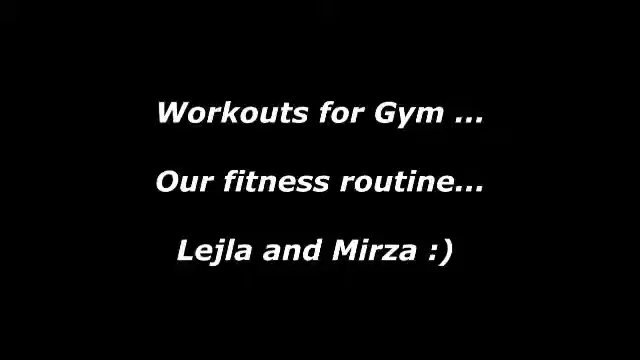 Workouts for Gym ...
Our fitness routine...
Lejla and Mirza :)